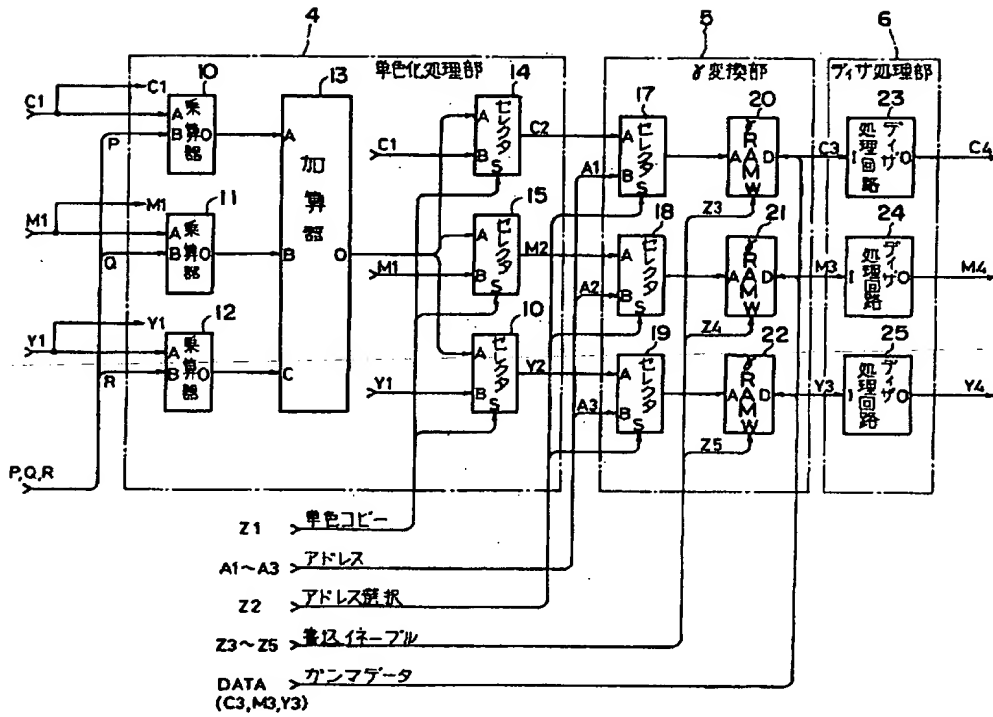 4
5
6
単色化処理部
γ変換部
ディザ処理部
C1
C1
10
乗算器
A
B
O
P
13
加算器
A
B
C
O
14
セレクタ
A
B
S
C1
C2
17
セレクタ
A
B
S
A1
20
γRAM
A
D
W
Z3
C3
23
ディザ処理回路
I
O
C4
M1
M1
11
乗算器
A
B
O
Q
15
セレクタ
A
B
S
M1
M2
18
セレクタ
A
B
S
A2
21
γRAM
A
D
W
Z4
M3
24
ディザ処理回路
I
O
M4
Y1
Y1
12
乗算器
A
B
O
R
10
セレクタ
A
B
S
Y1
Y2
19
セレクタ
A
B
S
A3
22
γRAM
A
D
W
Z5
Y3
25
ディザ処理回路
I
O
Y4
P,Q,R
Z1 単色コピー
A1~A3 アドレス
Z2 アドレス選択
Z3~Z5 書込イネーブル
DATA ガンマデータ
(C3,M3,Y3)